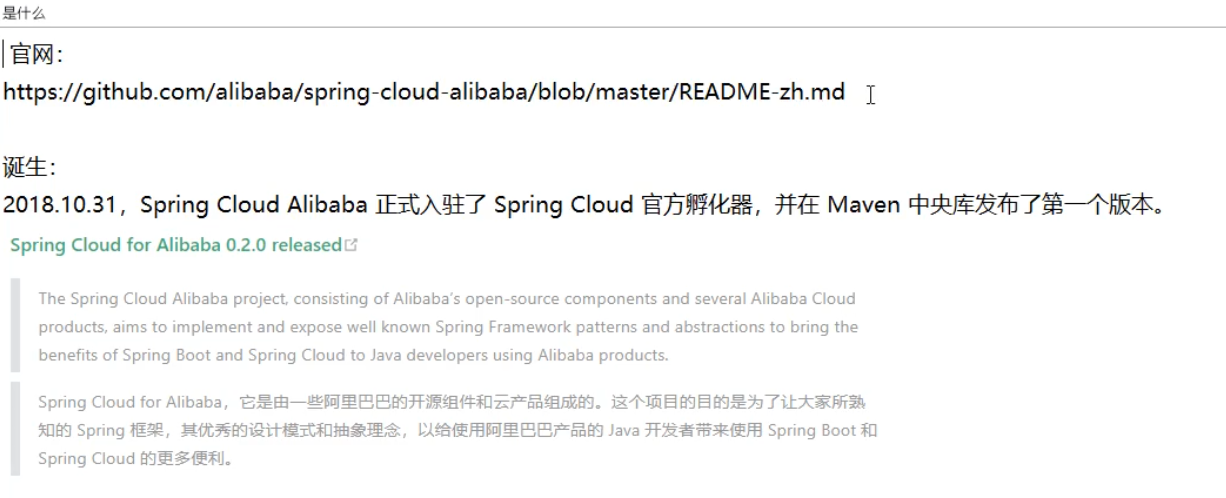 是什么
官网：
https://github.com/alibaba/spring-cloud-alibaba/blob/master/README-zh.md
诞生：
2018.10.31，Spring Cloud Alibaba 正式入驻了 Spring Cloud 官方孵化器，并在 Maven 中央库发布了第一个版本。
Spring Cloud for Alibaba 0.2.0 released
The Spring Cloud Alibaba project, consisting of Alibaba's open-source components and several Alibaba Cloud
products, aims to implement and expose well known Spring Framework patterns and abstractions to bring the
benefits of Spring Boot and Spring Cloud to Java developers using Alibaba products.
Spring Cloud for Alibaba，它是由一些阿里巴巴的开源组件和云产品组成的。这个项目的目的是为了让大家所熟
知的 Spring 框架，其优秀的设计模式和抽象理念，以给使用阿里巴巴产品的 Java 开发者带来使用 Spring Boot 和
Spring Cloud 的更多便利。